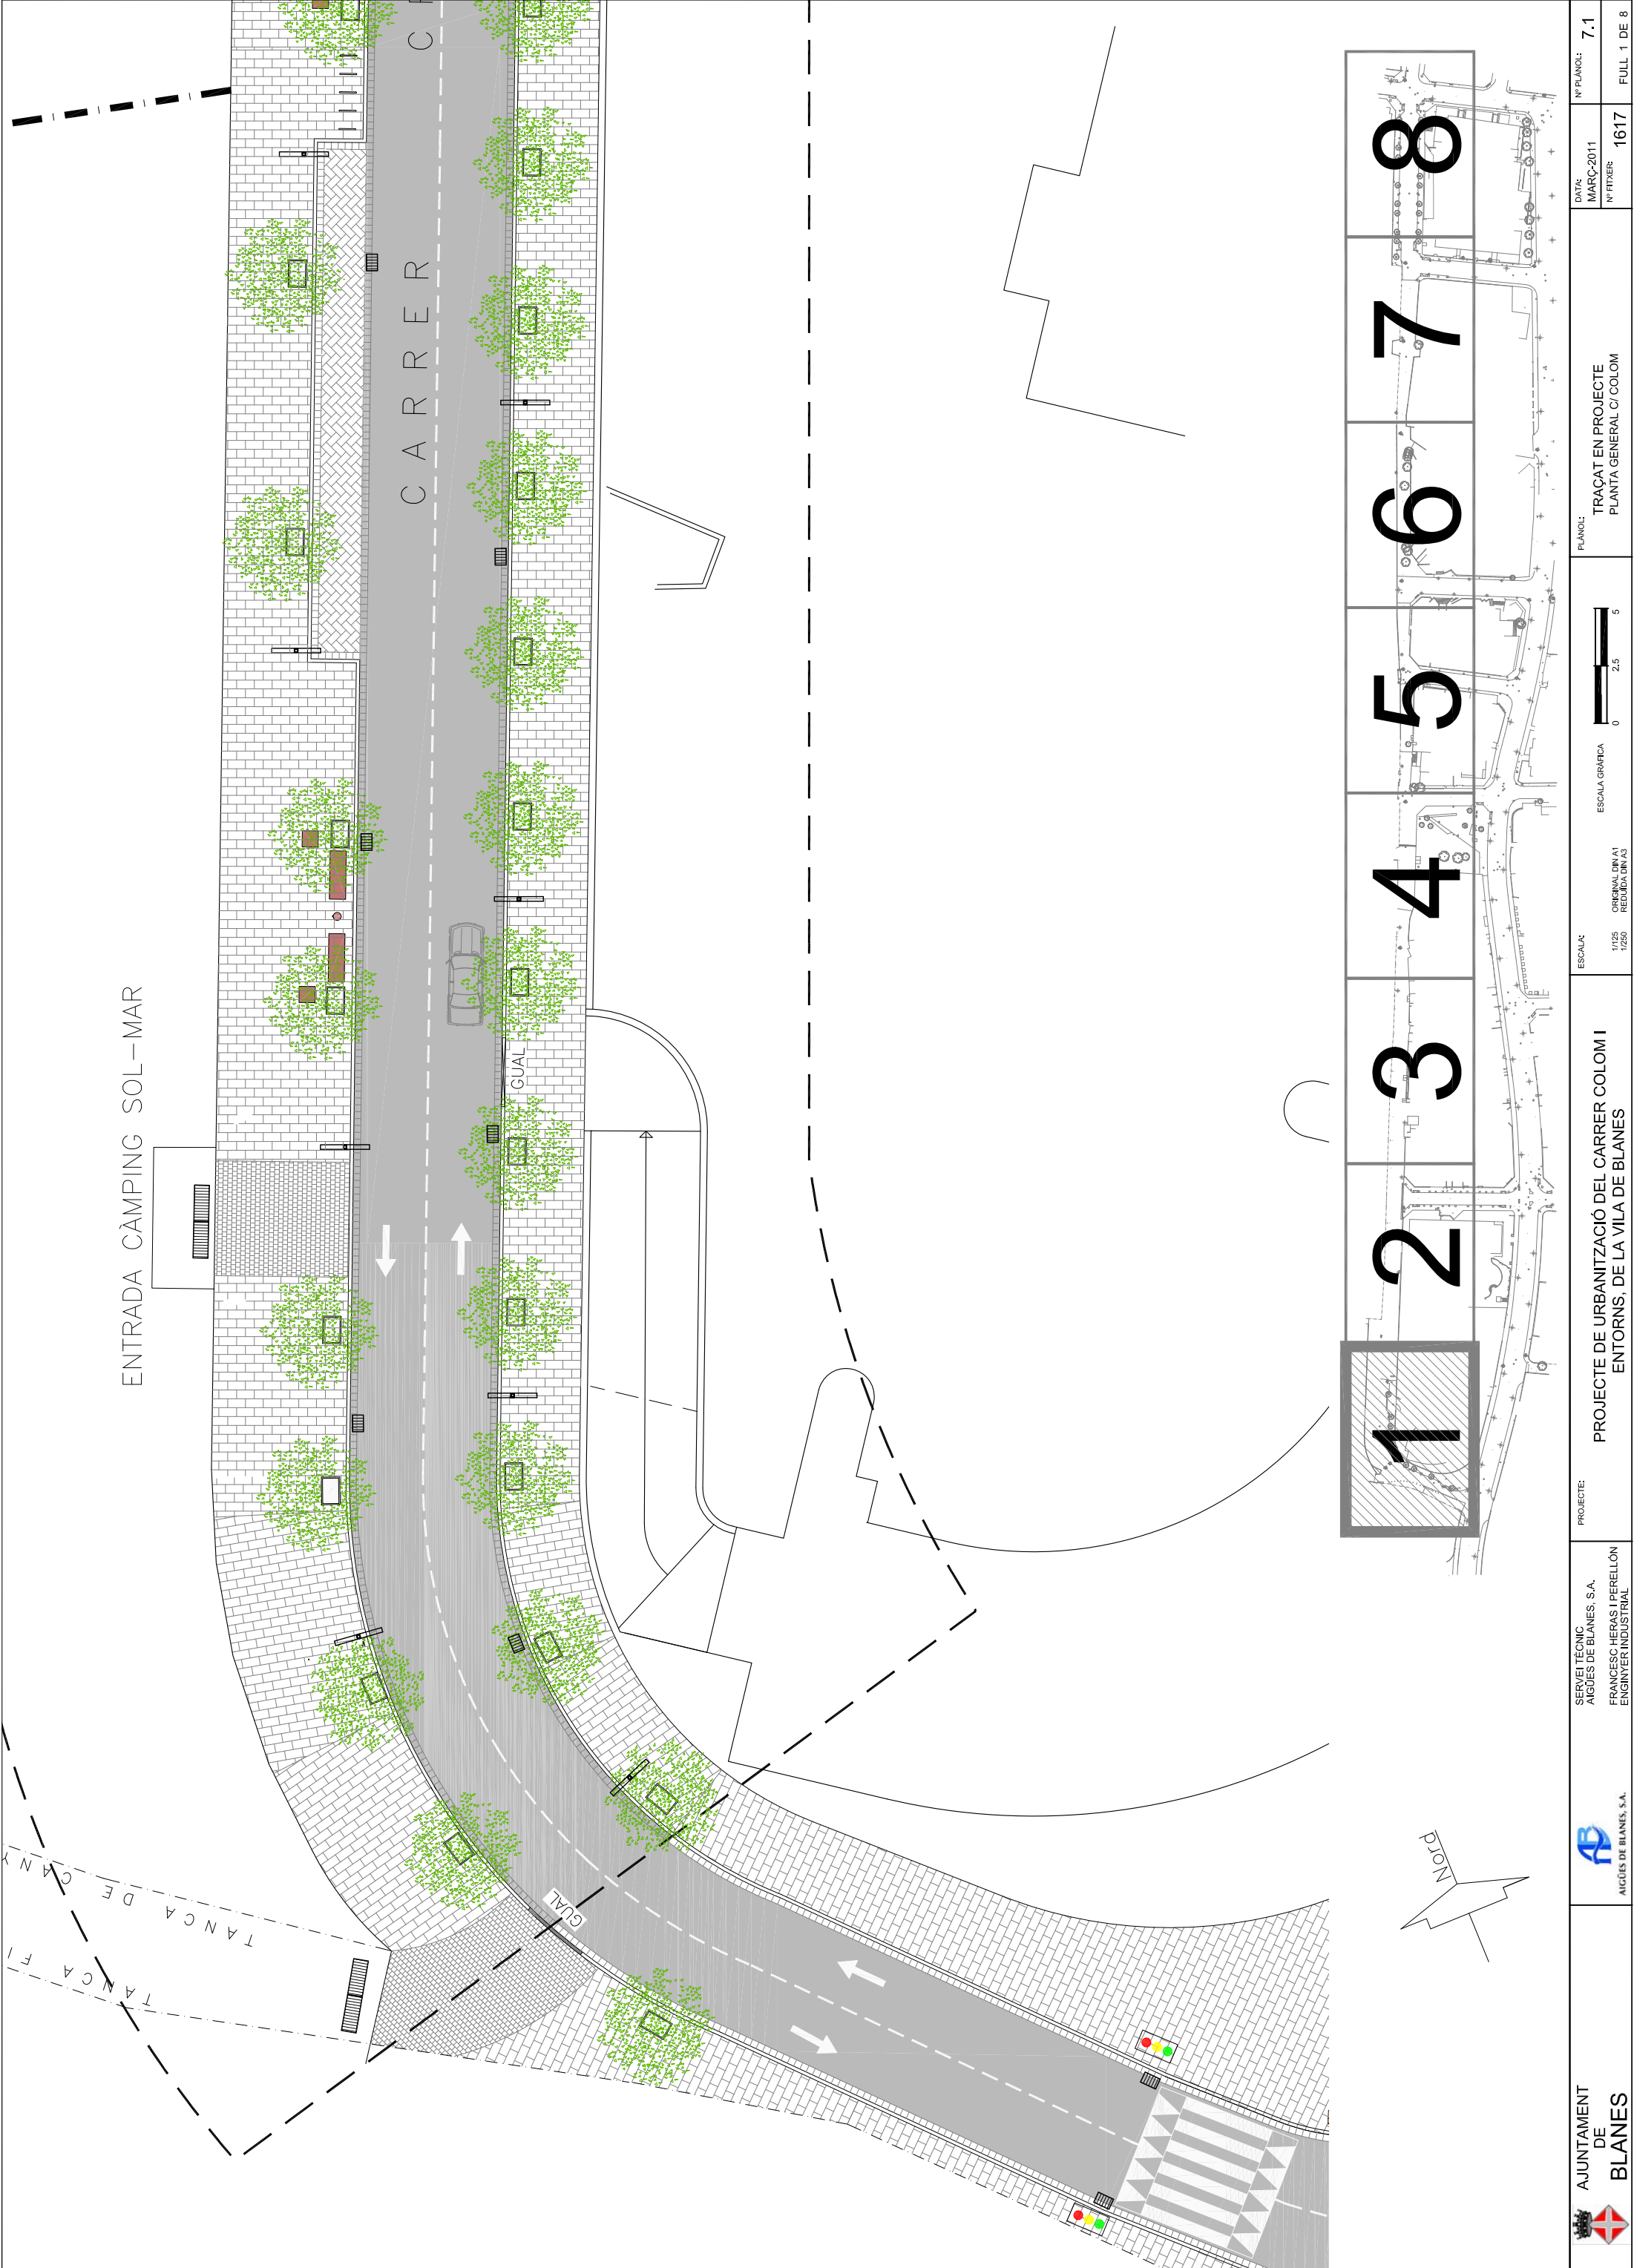 ENTRADA CÀMPING SOL-MAR
CARRER C
GUAL
GUAL
TANCA DE CANY
TANCA FI
Nord
1
2
3
4
5
6
7
8
AJUNTAMENT
DE
BLANES
AIGÜES DE BLANES, S.A.
SERVEI TÈCNIC
AIGÜES DE BLANES, S.A.
FRANCESC HERAS I PERELLÓN
ENGINYER INDUSTRIAL
PROJECTE:
PROJECTE DE URBANITZACIÓ DEL CARRER COLOM I
ENTORNS, DE LA VILA DE BLANES
ESCALA:
1/125 ORIGINAL DIN A1
1/250 REDUÏDA DIN A3
ESCALA GRÀFICA
0 2.5 5
PLÀNOL:
TRAÇAT EN PROJECTE
PLANTA GENERAL C/ COLOM
DATA:
MARÇ-2011
Nº FITXER:
1617
Nº PLÀNOL:
7.1
FULL 1 DE 8